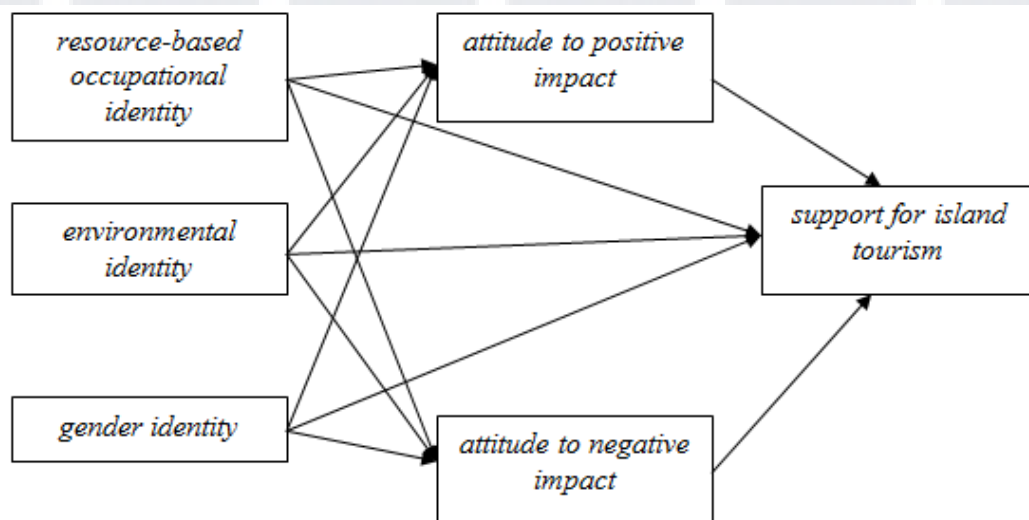 resource-based
occupational
identity
attitude to positive
impact
environmental
identity
support for island
tourism
gender identity
attitude to negative
impact